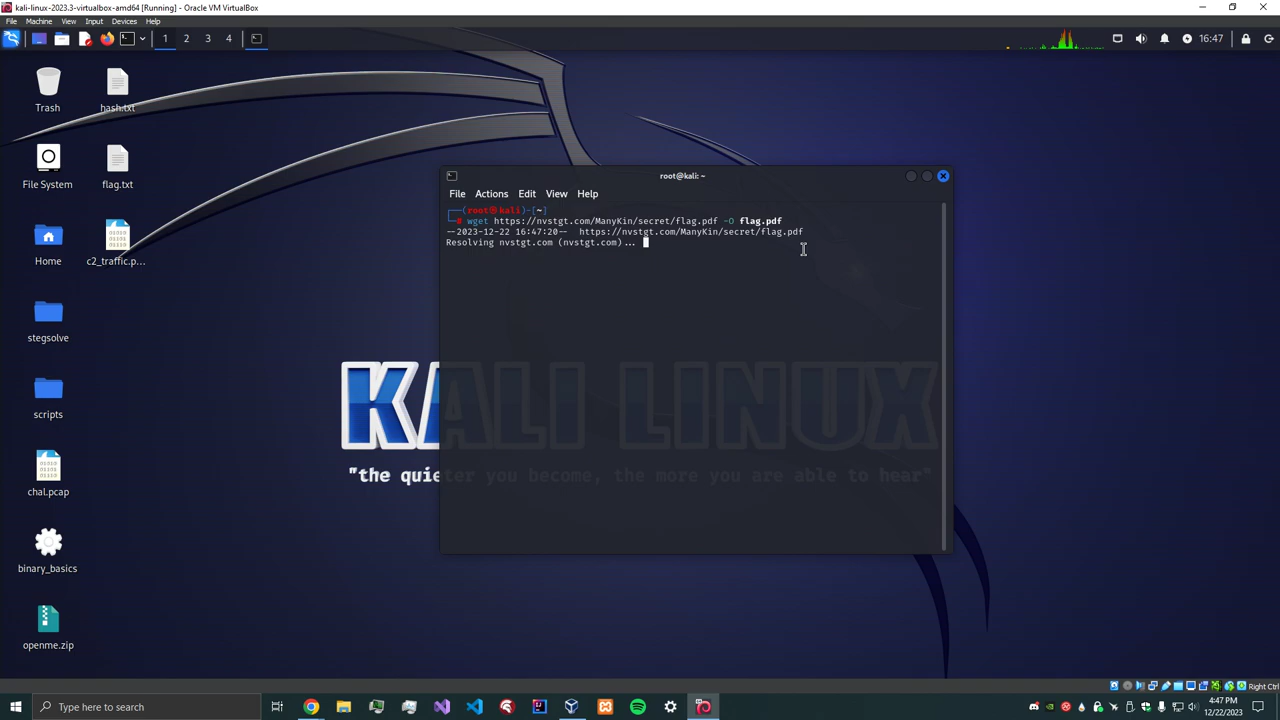 kali-linux-2023.3-virtualbox-amd64 [Running] - Oracle VM VirtualBox
File Machine View Input Devices Help
1 2 3 4
16:47
Trash
hash.txt
File System
flag.txt
Home
c2_traffic.p...
stegsolve
scripts
chal.pcap
binary_basics
openme.zip
root@kali: ~
File Actions Edit View Help
┌──(root㉿kali)-[~]
└─# wget https://nvstgt.com/ManyKin/secret/flag.pdf -O flag.pdf
--2023-12-22 16:47:20-- https://nvstgt.com/ManyKin/secret/flag.pdf
Resolving nvstgt.com (nvstgt.com)...
KALI LINUX
"the quieter you become, the more you are able to hear"
Right Ctrl
Type here to search
4:47 PM
12/22/2023